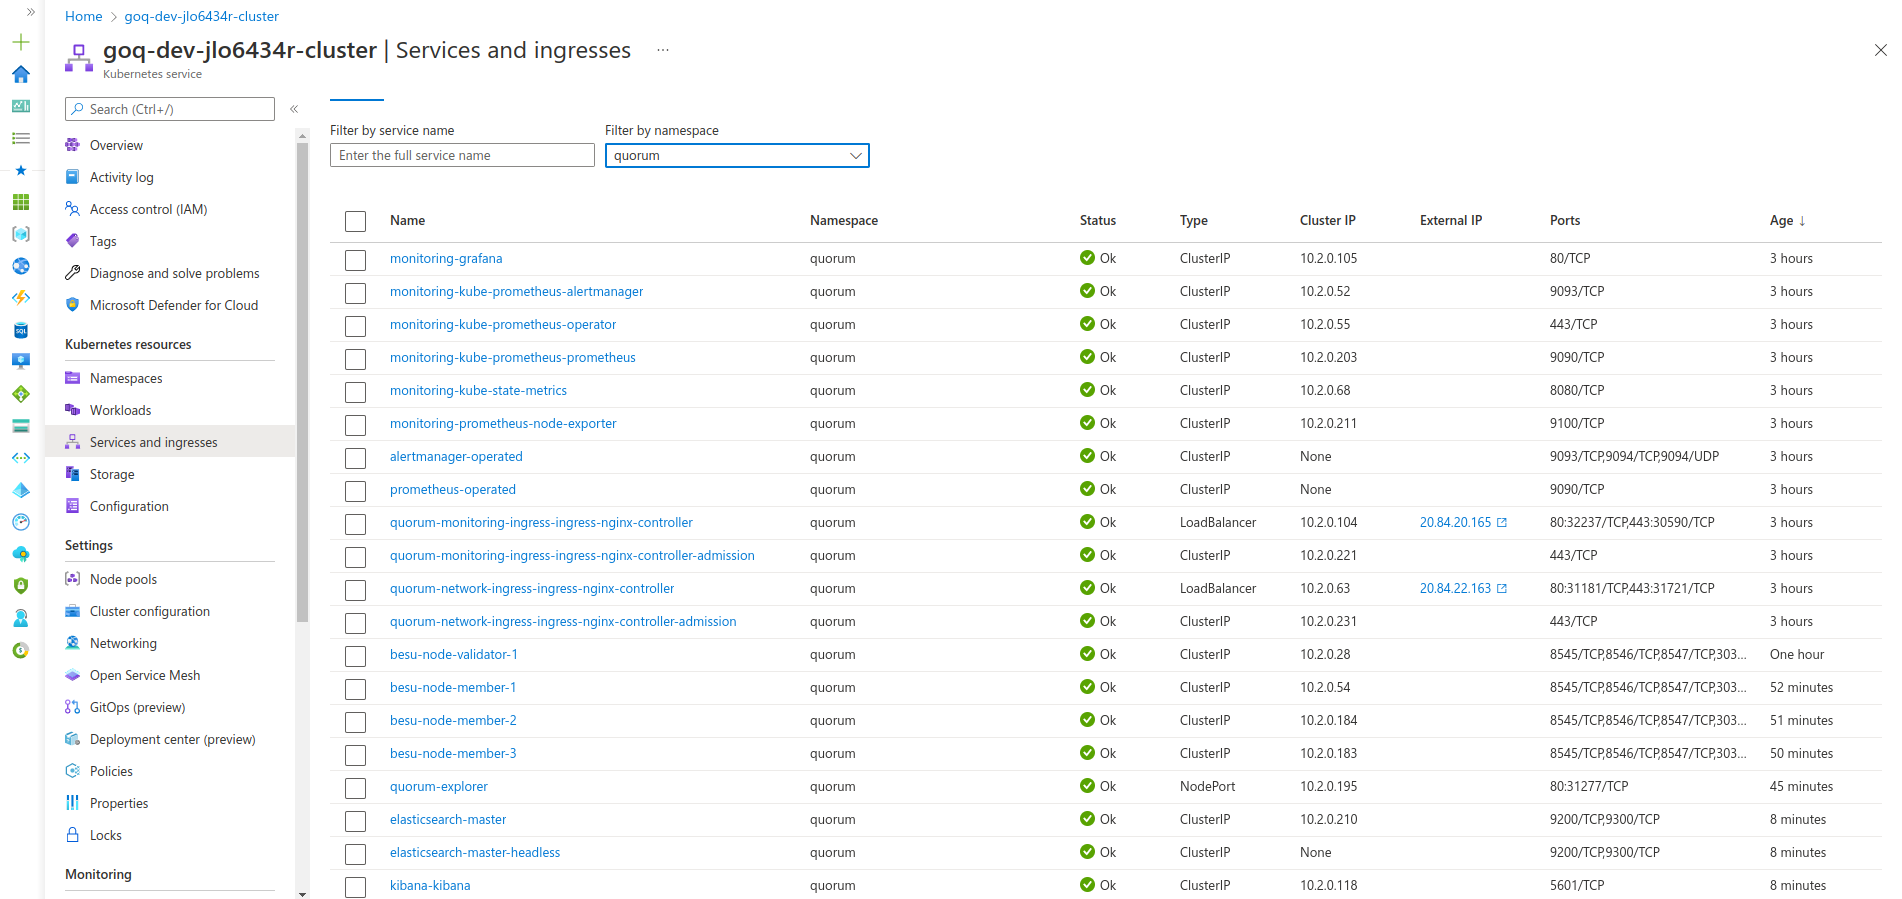 Home > goq-dev-jlo6434r-cluster
goq-dev-jlo6434r-cluster | Services and ingresses ...
Kubernetes service
Search (Ctrl+/)
Overview
Activity log
Access control (IAM)
Tags
Diagnose and solve problems
Microsoft Defender for Cloud
Kubernetes resources
Namespaces
Workloads
Services and ingresses
Storage
Configuration
Settings
Node pools
Cluster configuration
Networking
Open Service Mesh
GitOps (preview)
Deployment center (preview)
Policies
Properties
Locks
Monitoring
Filter by service name Filter by namespace
Enter the full service name quorum
Name Namespace Status Type Cluster IP External IP Ports Age ↓
monitoring-grafana quorum Ok ClusterIP 10.2.0.105 80/TCP 3 hours
monitoring-kube-prometheus-alertmanager quorum Ok ClusterIP 10.2.0.52 9093/TCP 3 hours
monitoring-kube-prometheus-operator quorum Ok ClusterIP 10.2.0.55 443/TCP 3 hours
monitoring-kube-prometheus-prometheus quorum Ok ClusterIP 10.2.0.203 9090/TCP 3 hours
monitoring-kube-state-metrics quorum Ok ClusterIP 10.2.0.68 8080/TCP 3 hours
monitoring-prometheus-node-exporter quorum Ok ClusterIP 10.2.0.211 9100/TCP 3 hours
alertmanager-operated quorum Ok ClusterIP None 9093/TCP,9094/TCP,9094/UDP 3 hours
prometheus-operated quorum Ok ClusterIP None 9090/TCP 3 hours
quorum-monitoring-ingress-ingress-nginx-controller quorum Ok LoadBalancer 10.2.0.104 20.84.20.165 80:32237/TCP,443:30590/TCP 3 hours
quorum-monitoring-ingress-ingress-nginx-controller-admission quorum Ok ClusterIP 10.2.0.221 443/TCP 3 hours
quorum-network-ingress-ingress-nginx-controller quorum Ok LoadBalancer 10.2.0.63 20.84.22.163 80:31181/TCP,443:31721/TCP 3 hours
quorum-network-ingress-ingress-nginx-controller-admission quorum Ok ClusterIP 10.2.0.231 443/TCP 3 hours
besu-node-validator-1 quorum Ok ClusterIP 10.2.0.28 8545/TCP,8546/TCP,8547/TCP,303... One hour
besu-node-member-1 quorum Ok ClusterIP 10.2.0.54 8545/TCP,8546/TCP,8547/TCP,303... 52 minutes
besu-node-member-2 quorum Ok ClusterIP 10.2.0.184 8545/TCP,8546/TCP,8547/TCP,303... 51 minutes
besu-node-member-3 quorum Ok ClusterIP 10.2.0.183 8545/TCP,8546/TCP,8547/TCP,303... 50 minutes
quorum-explorer quorum Ok NodePort 10.2.0.195 80:31277/TCP 45 minutes
elasticsearch-master quorum Ok ClusterIP 10.2.0.210 9200/TCP,9300/TCP 8 minutes
elasticsearch-master-headless quorum Ok ClusterIP None 9200/TCP,9300/TCP 8 minutes
kibana-kibana quorum Ok ClusterIP 10.2.0.118 5601/TCP 8 minutes